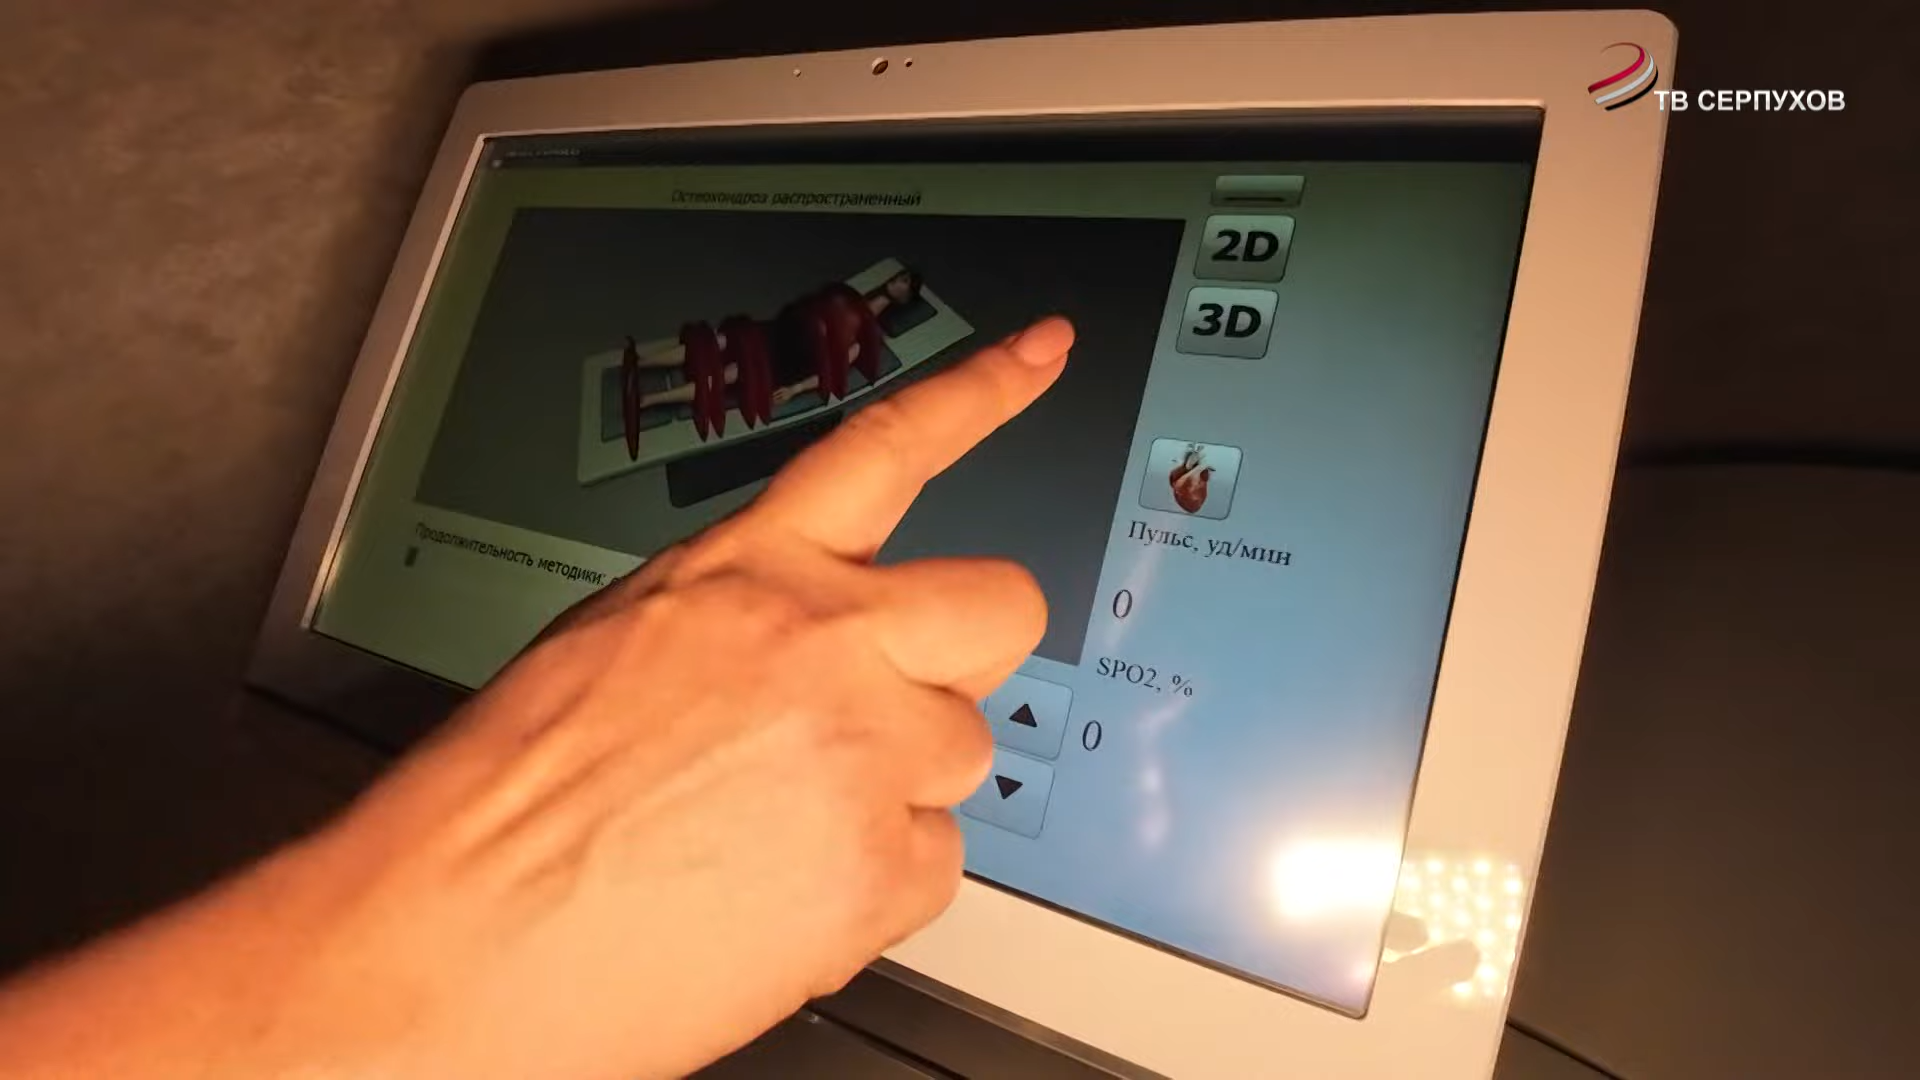 ТВ СЕРПУХОВ
Остеохондроз распространенный
2D
3D
Продолжительность методики:
Пульс, уд/мин
0
SPO2, %
0